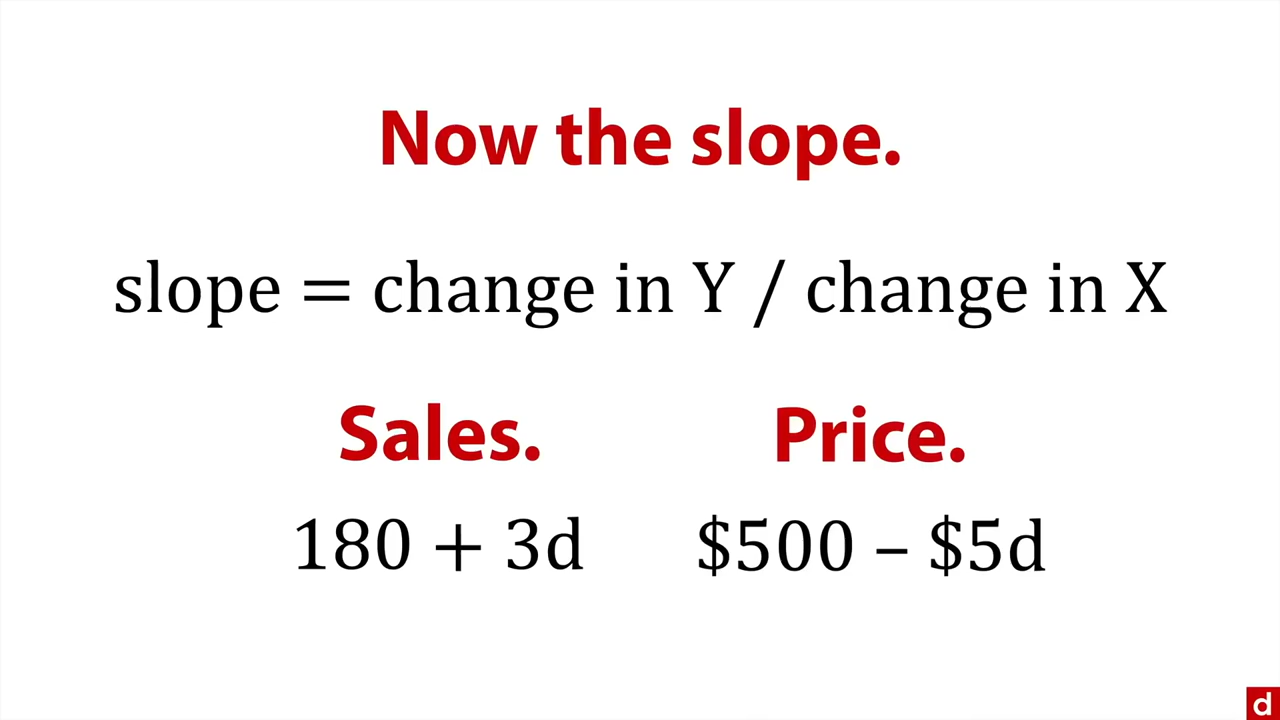 Now the slope.
slope = change in Y / change in X
Sales. Price.
180 + 3d $500 – $5d
d